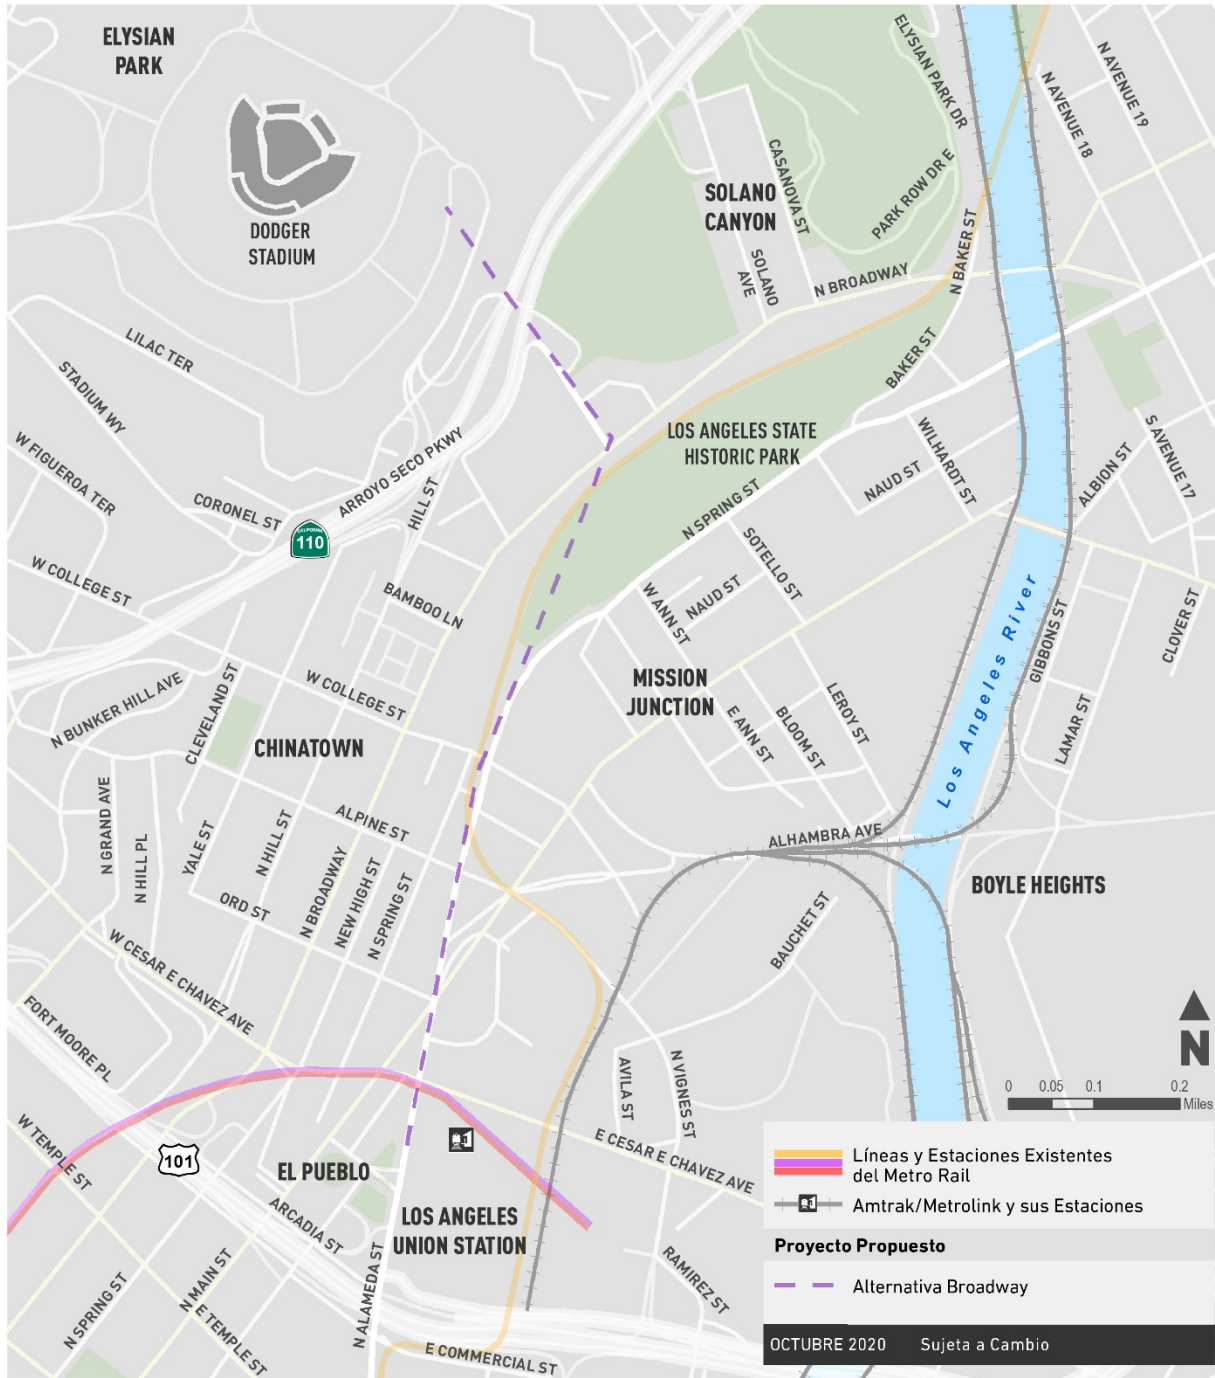 ELYSIAN
PARK
DODGER
STADIUM
SOLANO
CANYON
ELYSIAN PARK DR
N AVENUE 19
N AVENUE 18
CASANOVA ST
PARK ROW DR E
SOLANO
AVE
N BROADWAY
N BAKER ST
BAKER ST
LILAC TER
STADIUM WY
W FIGUEROA TER
CORONEL ST
ARROYO SECO PKWY
HILL ST
CALIFORNIA
110
LOS ANGELES STATE
HISTORIC PARK
WILHARDT ST
NAUD ST
S AVENUE 17
ALBION ST
N SPRING ST
SOTELLO ST
W COLLEGE ST
BAMBOO LN
W ANN ST
NAUD ST
Los Angeles River
GIBBONS ST
CLOVER ST
N BUNKER HILL AVE
CLEVELAND ST
W COLLEGE ST
CHINATOWN
MISSION
JUNCTION
E ANN ST
BLOOM ST
LEROY ST
LAMAR ST
N GRAND AVE
N HILL PL
YALE ST
N HILL ST
ALPINE ST
ALHAMBRA AVE
ORD ST
N BROADWAY
NEW HIGH ST
N SPRING ST
BOYLE HEIGHTS
BAUCHET ST
W CESAR E CHAVEZ AVE
FORT MOORE PL
N
0 0.05 0.1 0.2
Miles
AVILA ST
N VIGNES ST
E CESAR E CHAVEZ AVE
W TEMPLE ST
101
EL PUEBLO
ARCADIA ST
LOS ANGELES
UNION STATION
N SPRING ST
N MAIN ST
E TEMPLE ST
N ALAMEDA ST
E COMMERCIAL ST
RAMIREZ ST
Líneas y Estaciones Existentes
del Metro Rail
Amtrak/Metrolink y sus Estaciones
Proyecto Propuesto
Alternativa Broadway
OCTUBRE 2020 Sujeta a Cambio